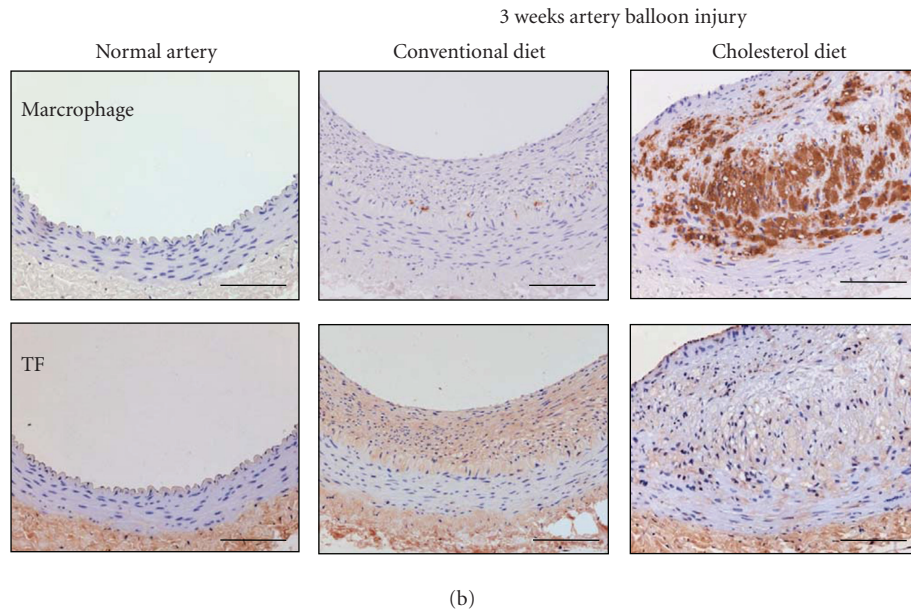 3 weeks artery balloon injury
Normal artery
Conventional diet
Cholesterol diet
Marcrophage
TF
(b)